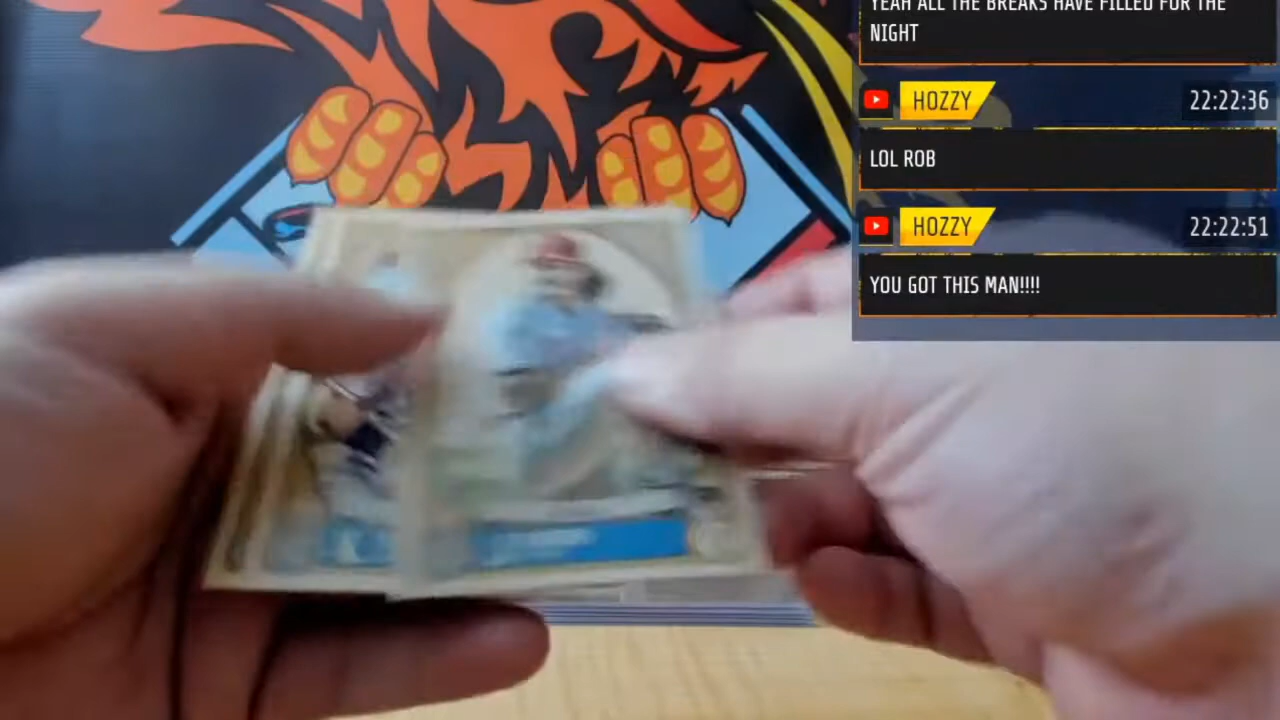 YEAH ALL THE BREAKS HAVE FILLED FOR THE
NIGHT
HOZZY 22:22:36
LOL ROB
HOZZY 22:22:51
YOU GOT THIS MAN!!!!